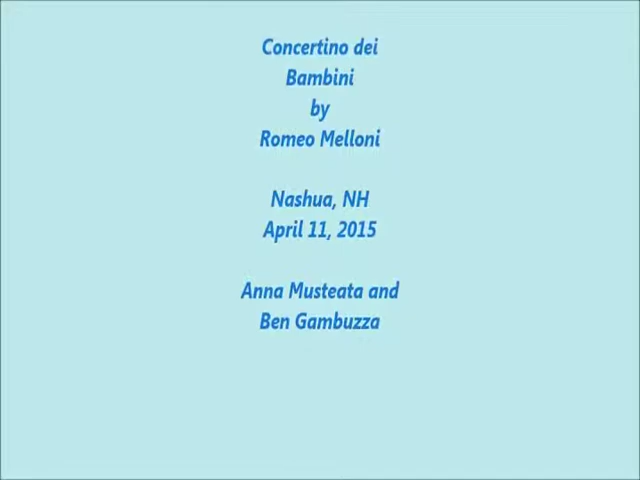 Concertino dei
Bambini
by
Romeo Melloni
Nashua, NH
April 11, 2015
Anna Musteata and
Ben Gambuzza